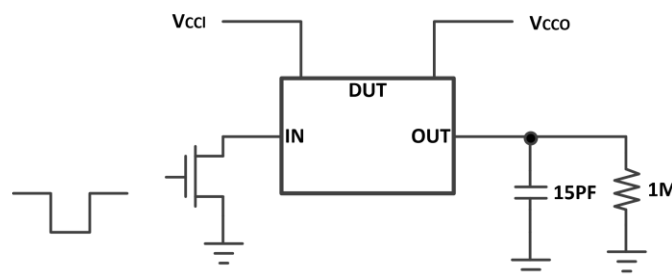 VCCI
VCCO
DUT
IN
OUT
15PF
1M